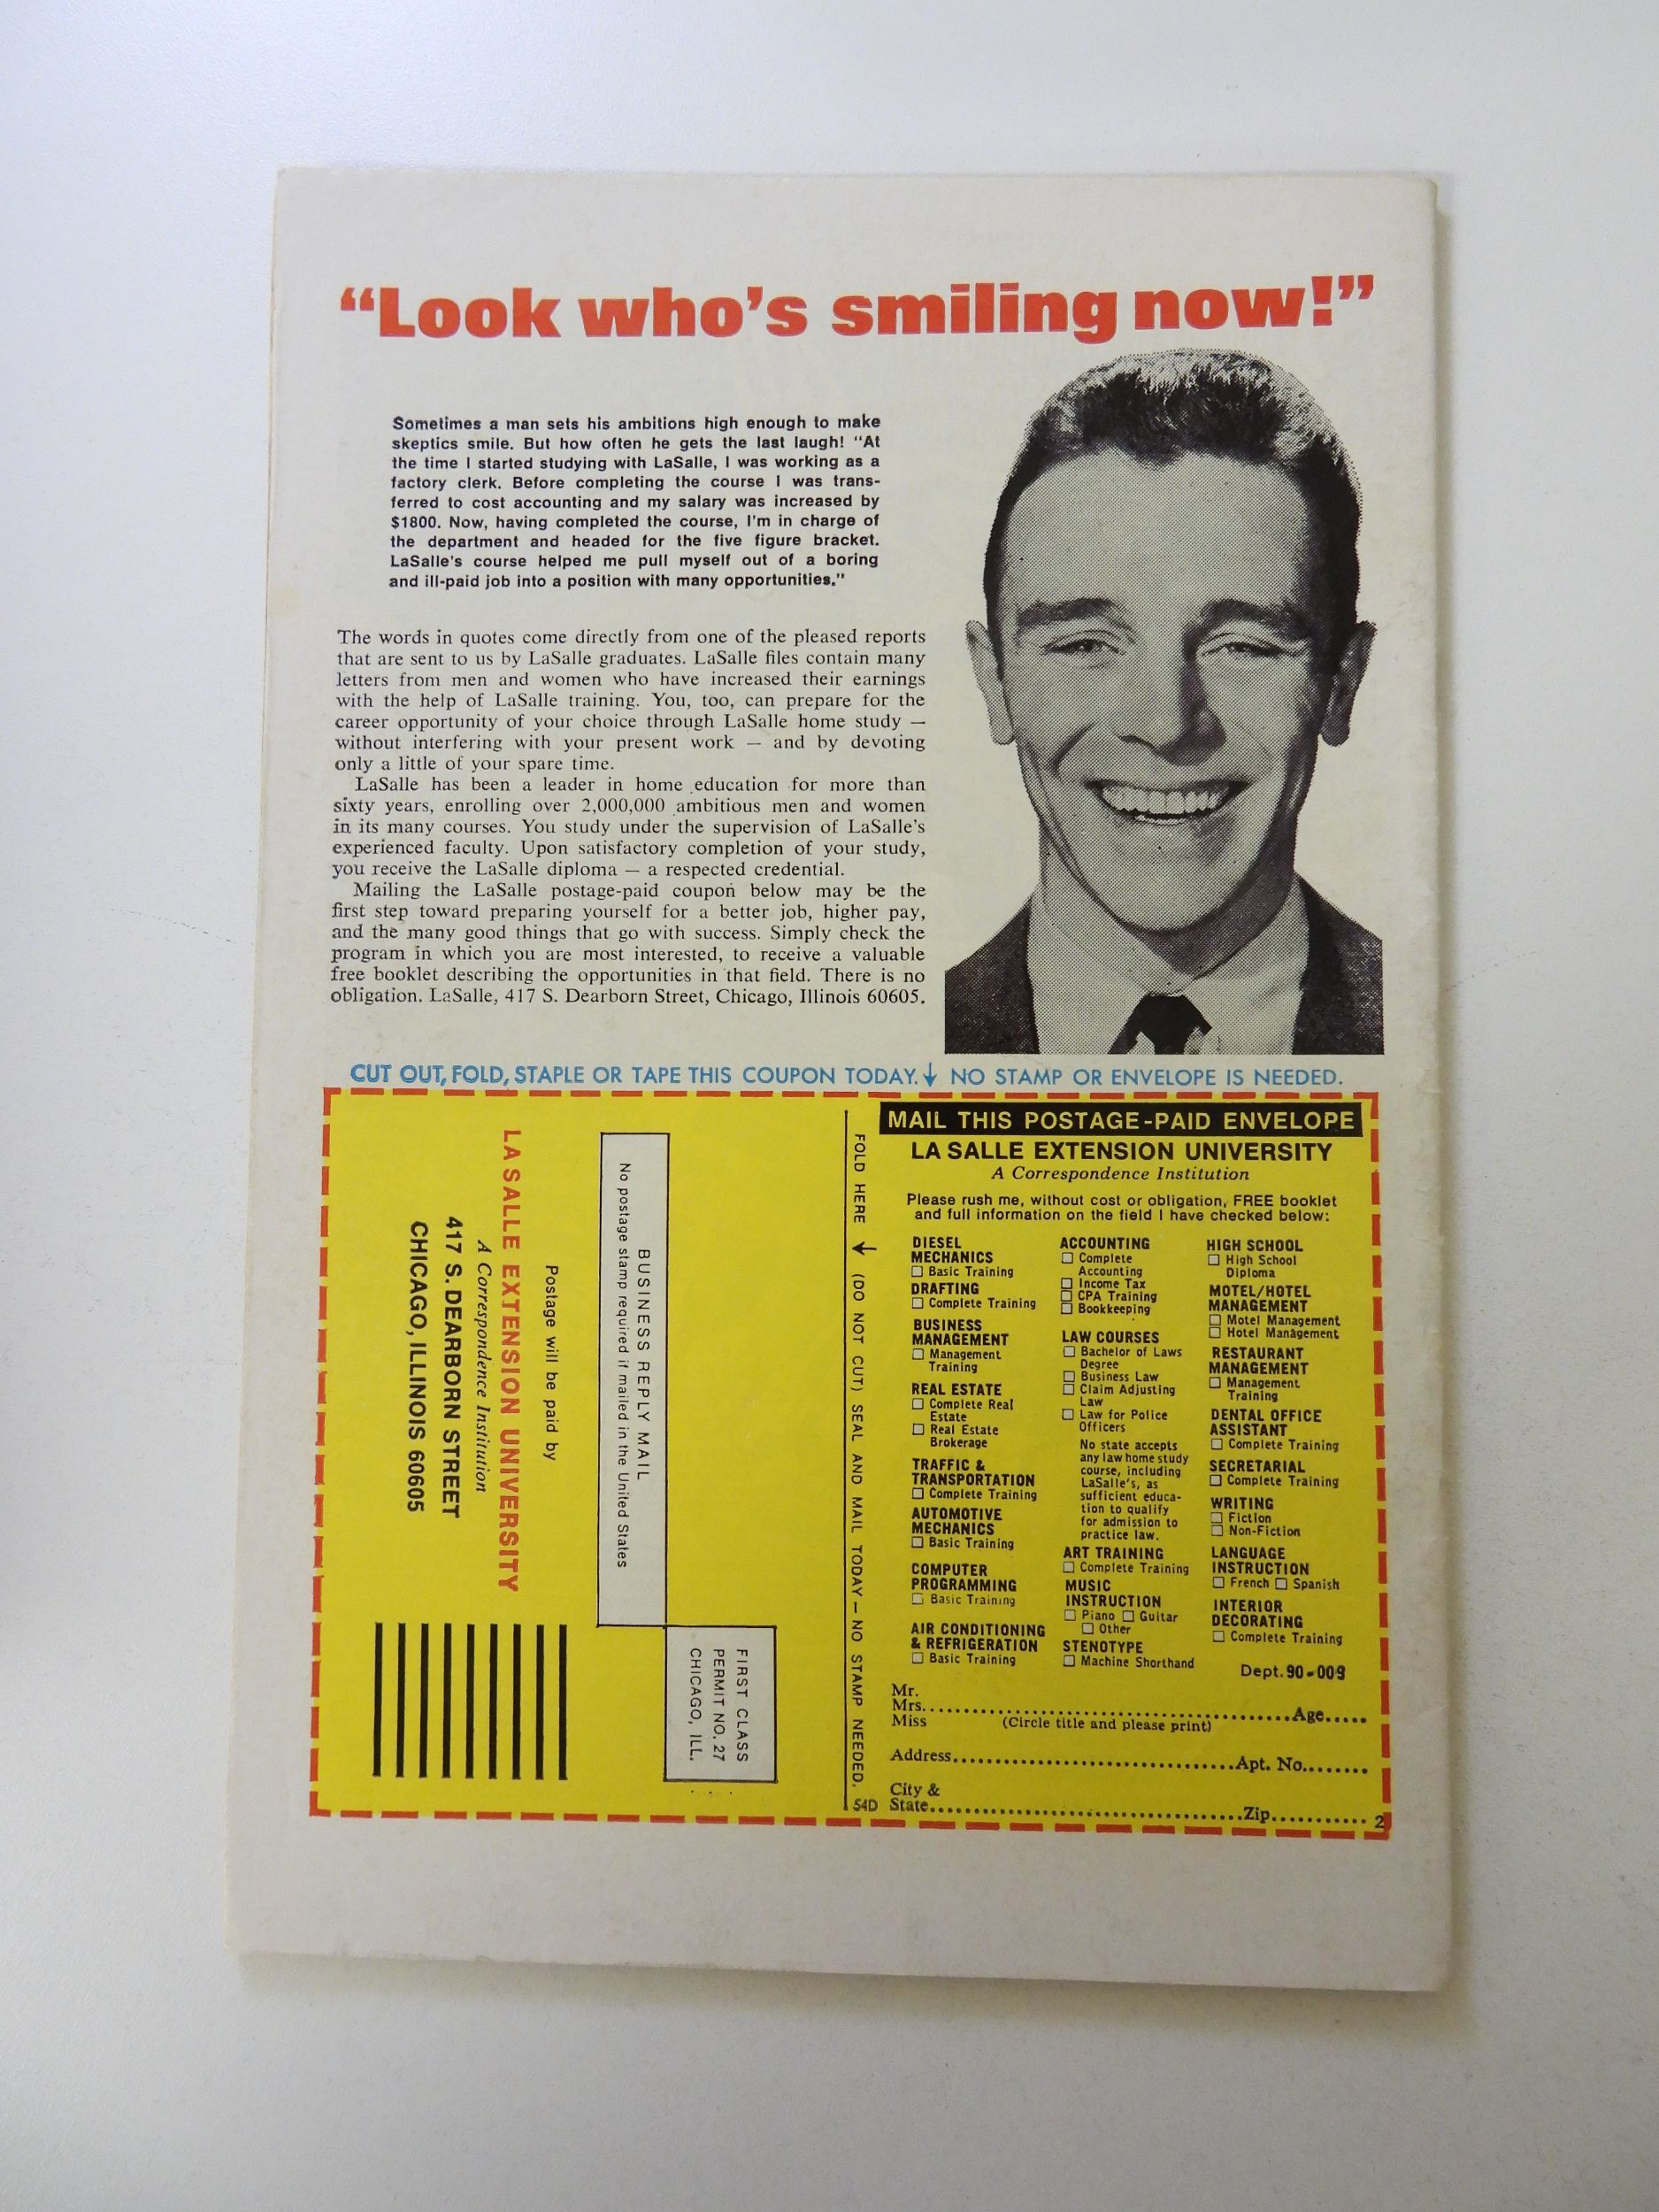 “Look who’s smiling now!”
Sometimes a man sets his ambitions high enough to make
skeptics smile. But how often he gets the last laugh! “At
the time I started studying with LaSalle, I was working as a
factory clerk. Before completing the course I was trans-
ferred to cost accounting and my salary was increased by
$1800. Now, having completed the course, I’m in charge of
the department and headed for the five figure bracket.
LaSalle’s course helped me pull myself out of a boring
and ill-paid job into a position with many opportunities.”
The words in quotes come directly from one of the pleased reports
that are sent to us by LaSalle graduates. LaSalle files contain many
letters from men and women who have increased their earnings
with the help of LaSalle training. You, too, can prepare for the
career opportunity of your choice through LaSalle home study —
without interfering with your present work — and by devoting
only a little of your spare time.
LaSalle has been a leader in home education for more than
sixty years, enrolling over 2,000,000 ambitious men and women
in its many courses. You study under the supervision of LaSalle’s
experienced faculty. Upon satisfactory completion of your study,
you receive the LaSalle diploma — a respected credential.
Mailing the LaSalle postage-paid coupon below may be the
first step toward preparing yourself for a better job, higher pay,
and the many good things that go with success. Simply check the
program in which you are most interested, to receive a valuable
free booklet describing the opportunities in that field. There is no
obligation. LaSalle, 417 S. Dearborn Street, Chicago, Illinois 60605.
CUT OUT, FOLD, STAPLE OR TAPE THIS COUPON TODAY.↓ NO STAMP OR ENVELOPE IS NEEDED.
FIRST CLASS
PERMIT NO. 27
CHICAGO, ILL.
BUSINESS REPLY MAIL
No postage stamp required if mailed in the United States
Postage will be paid by
LA SALLE EXTENSION UNIVERSITY
A Correspondence Institution
417 S. DEARBORN STREET
CHICAGO, ILLINOIS 60605
FOLD HERE ↓ (DO NOT CUT) SEAL AND MAIL TODAY — NO STAMP NEEDED.
54D
MAIL THIS POSTAGE-PAID ENVELOPE
LA SALLE EXTENSION UNIVERSITY
A Correspondence Institution
Please rush me, without cost or obligation, FREE booklet
and full information on the field I have checked below:
DIESEL
MECHANICS
☐ Basic Training
DRAFTING
☐ Complete Training
BUSINESS
MANAGEMENT
☐ Management
Training
REAL ESTATE
☐ Complete Real
Estate
☐ Real Estate
Brokerage
TRAFFIC &
TRANSPORTATION
☐ Complete Training
AUTOMOTIVE
MECHANICS
☐ Basic Training
COMPUTER
PROGRAMMING
☐ Basic Training
AIR CONDITIONING
& REFRIGERATION
☐ Basic Training
ACCOUNTING
☐ Complete
Accounting
☐ Income Tax
☐ CPA Training
☐ Bookkeeping
LAW COURSES
☐ Bachelor of Laws
Degree
☐ Business Law
☐ Claim Adjusting
Law
☐ Law for Police
Officers
No state accepts
any law home study
course, including
LaSalle’s, as
sufficient educa-
tion to qualify
for admission to
practice law.
ART TRAINING
☐ Complete Training
MUSIC
INSTRUCTION
☐ Piano ☐ Guitar
☐ Other
STENOTYPE
☐ Machine Shorthand
HIGH SCHOOL
☐ High School
Diploma
MOTEL/HOTEL
MANAGEMENT
☐ Motel Management
☐ Hotel Management
RESTAURANT
MANAGEMENT
☐ Management
Training
DENTAL OFFICE
ASSISTANT
☐ Complete Training
SECRETARIAL
☐ Complete Training
WRITING
☐ Fiction
☐ Non-Fiction
LANGUAGE
INSTRUCTION
☐ French ☐ Spanish
INTERIOR
DECORATING
☐ Complete Training
Dept. 90-009
Mr.
Mrs. Age
Miss (Circle title and please print)
Address Apt. No.
City &
State Zip
2